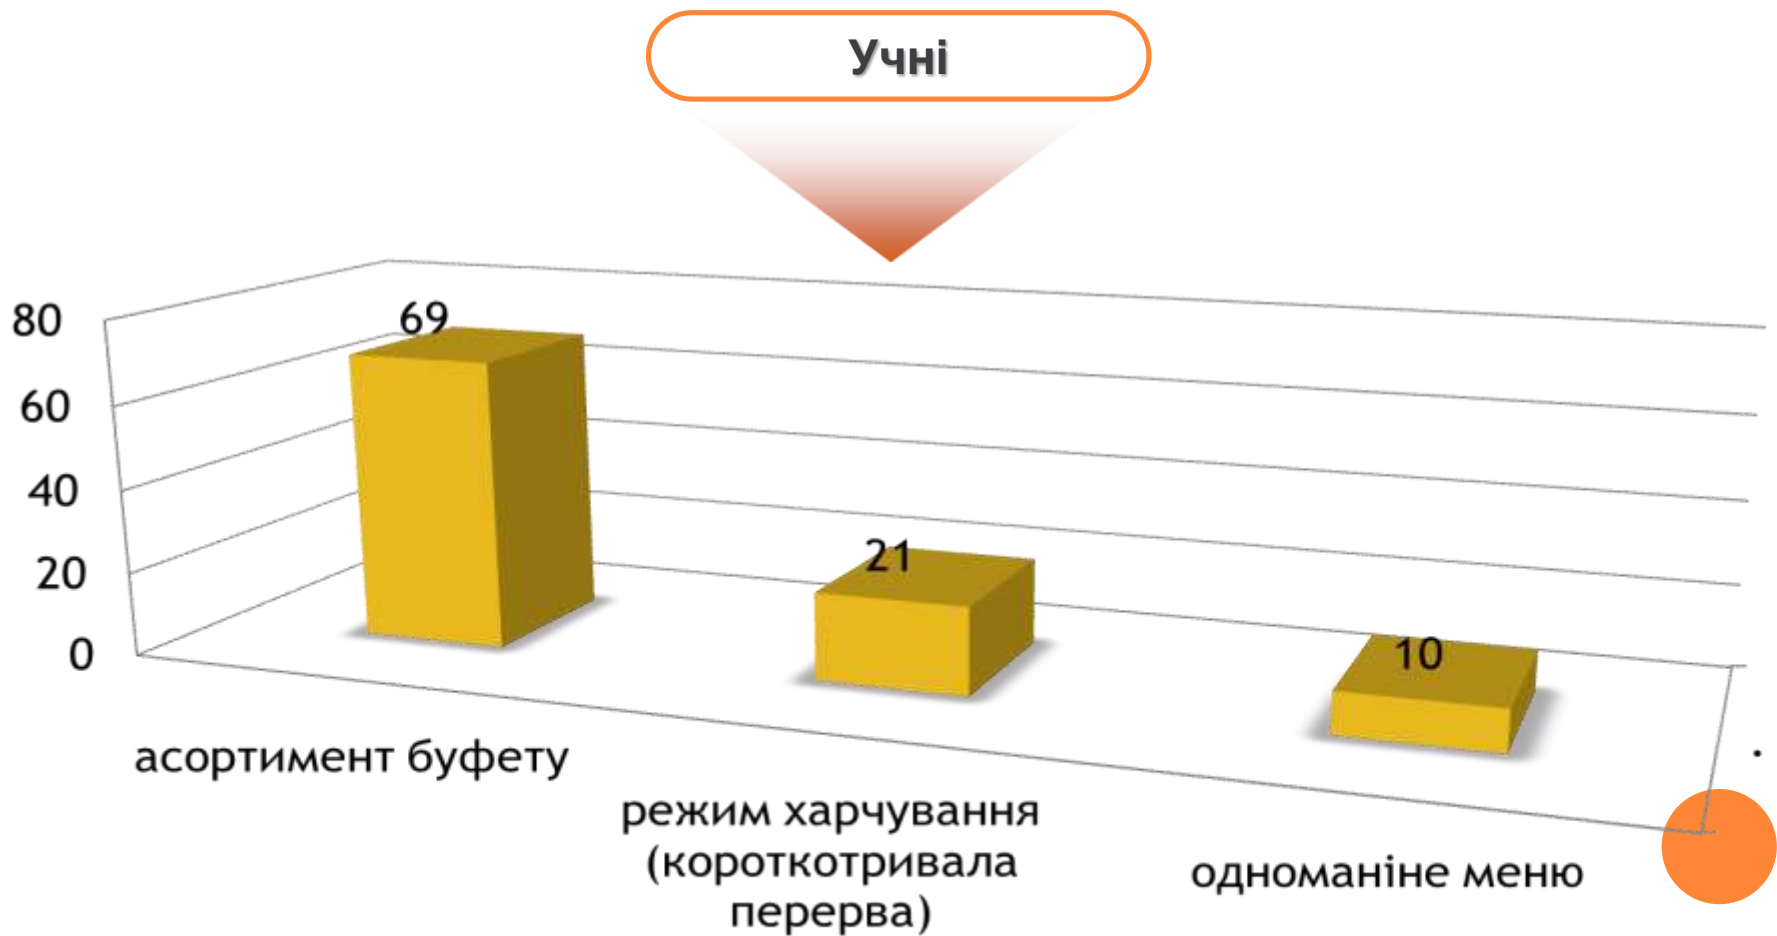 Учні
80
60
40
20
0
69
21
10
асортимент буфету
режим харчування
(короткотривала
перерва)
одноманіне меню
.